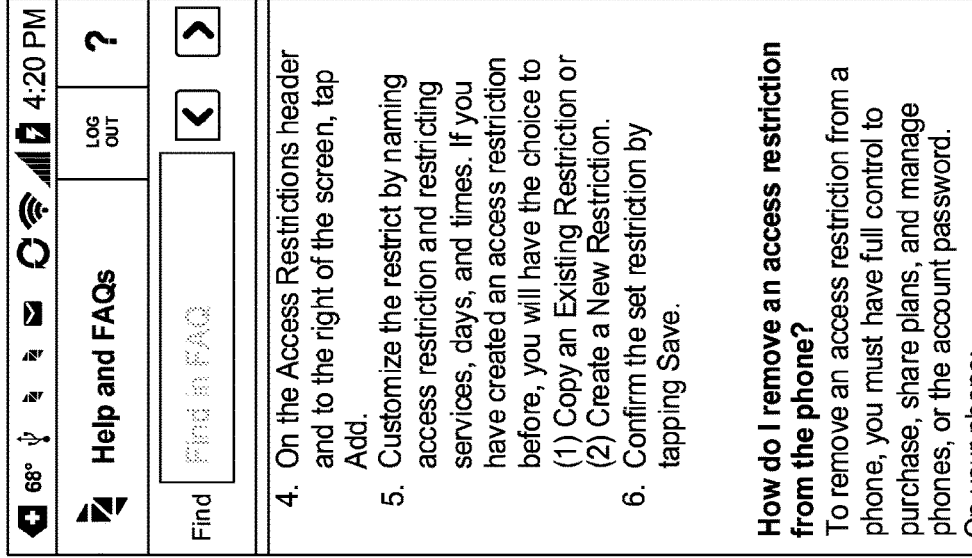 68° 4:20 PM
Help and FAQs LOG OUT ?
Find Find in FAQ < >
4. On the Access Restrictions header
and to the right of the screen, tap
Add.
5. Customize the restrict by naming
access restriction and restricting
services, days, and times. If you
have created an access restriction
before, you will have the choice to
(1) Copy an Existing Restriction or
(2) Create a New Restriction.
6. Confirm the set restriction by
tapping Save.
How do I remove an access restriction
from the phone?
To remove an access restriction from a
phone, you must have full control to
purchase, share plans, and manage
phones, or the account password.
On your phone: